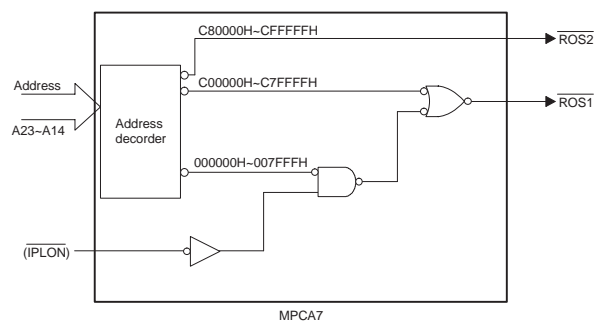 C80000H~CFFFFFH
ROS2
Address
C00000H~C7FFFFH
ROS1
A23~A14
Address
decorder
000000H~007FFFH
(IPLON)
MPCA7